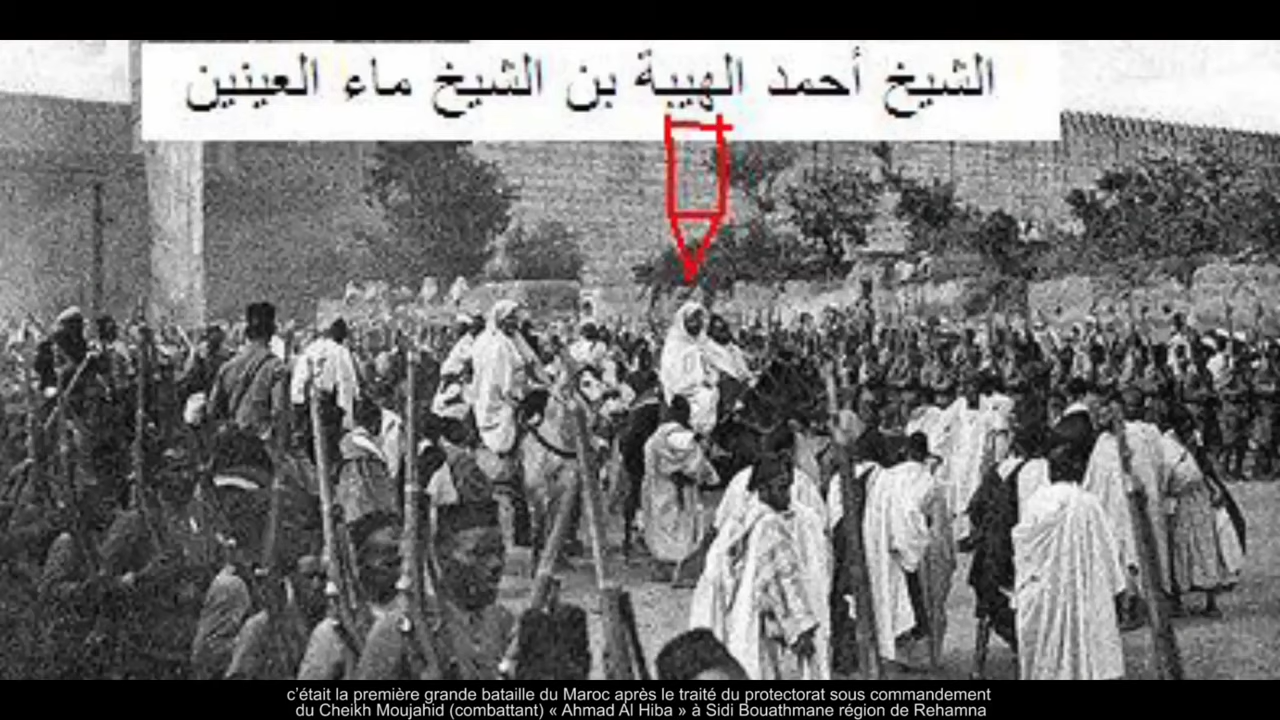 الشيخ أحمد الهيبة بن الشيخ ماء العينين
c'était la première grande bataille du Maroc après le traité du protectorat sous commandement
du Cheikh Moujahid (combattant) « Ahmad Al Hiba » à Sidi Bouathmane région de Rehamna